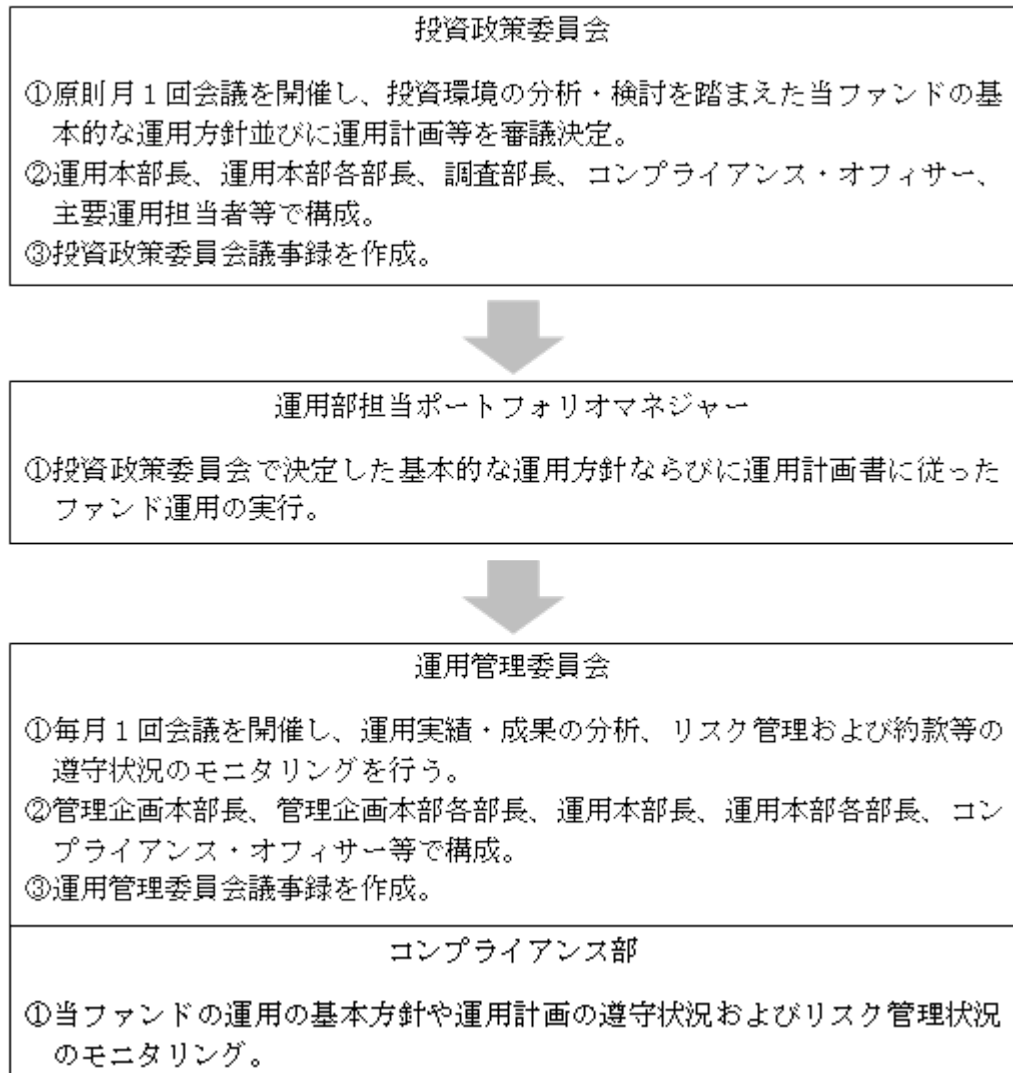 投資政策委員会
①原則月1回会議を開催し、投資環境の分析・検討を踏まえた当ファンドの基
本的な運用方針並びに運用計画等を審議決定。
②運用本部長、運用本部各部長、調査部長、コンプライアンス・オフィサー、
主要運用担当者等で構成。
③投資政策委員会議事録を作成。
運用部担当ポートフォリオマネジャー
①投資政策委員会で決定した基本的な運用方針ならびに運用計画書に従った
ファンド運用の実行。
運用管理委員会
①毎月1回会議を開催し、運用実績・成果の分析、リスク管理および約款等の
遵守状況のモニタリングを行う。
②管理企画本部長、管理企画本部各部長、運用本部長、運用本部各部長、コン
プライアンス・オフィサー等で構成。
③運用管理委員会議事録を作成。
コンプライアンス部
①当ファンドの運用の基本方針や運用計画の遵守状況およびリスク管理状況
のモニタリング。